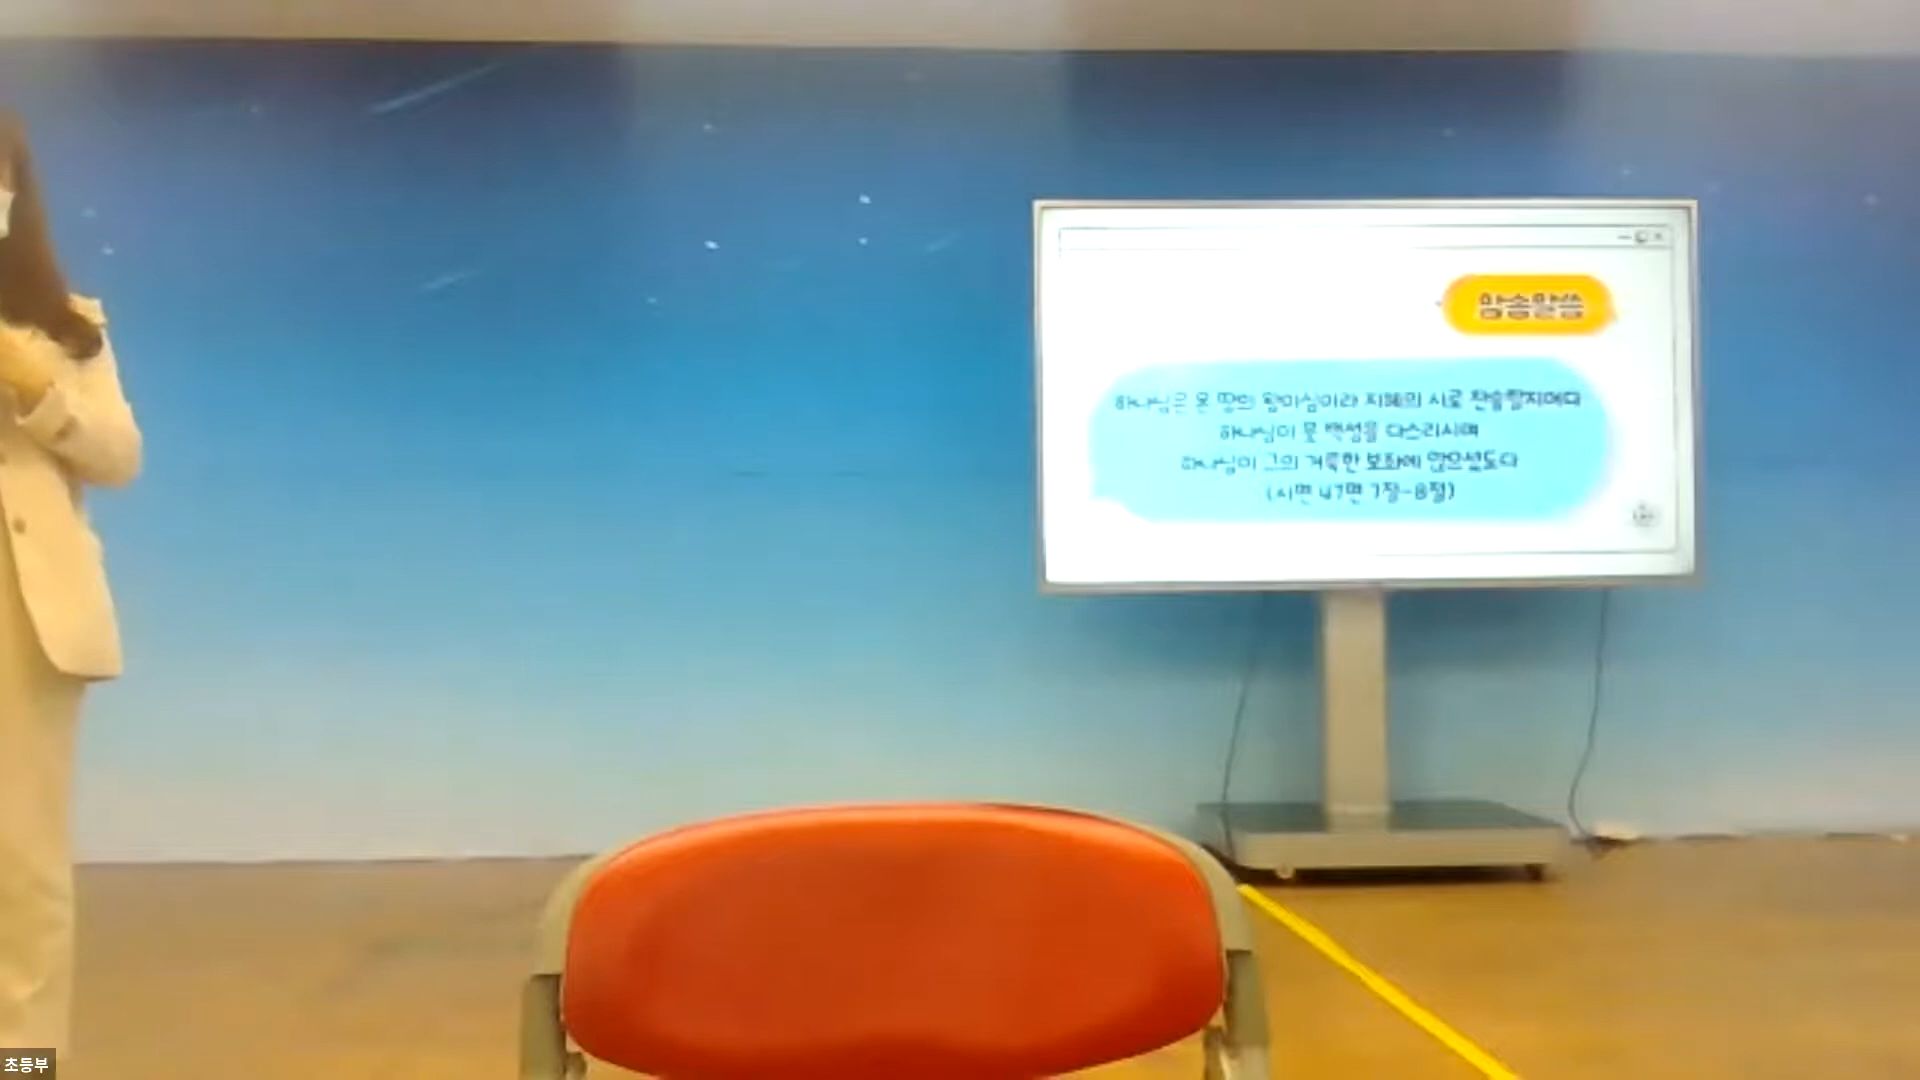 암송말씀
하나님은 온 땅의 왕이심이라 지혜의 시로 찬송할지어다
하나님이 뭇 백성을 다스리시며
하나님이 그의 거룩한 보좌에 앉으셨도다
(시편 47편 7절-8절)
초등부